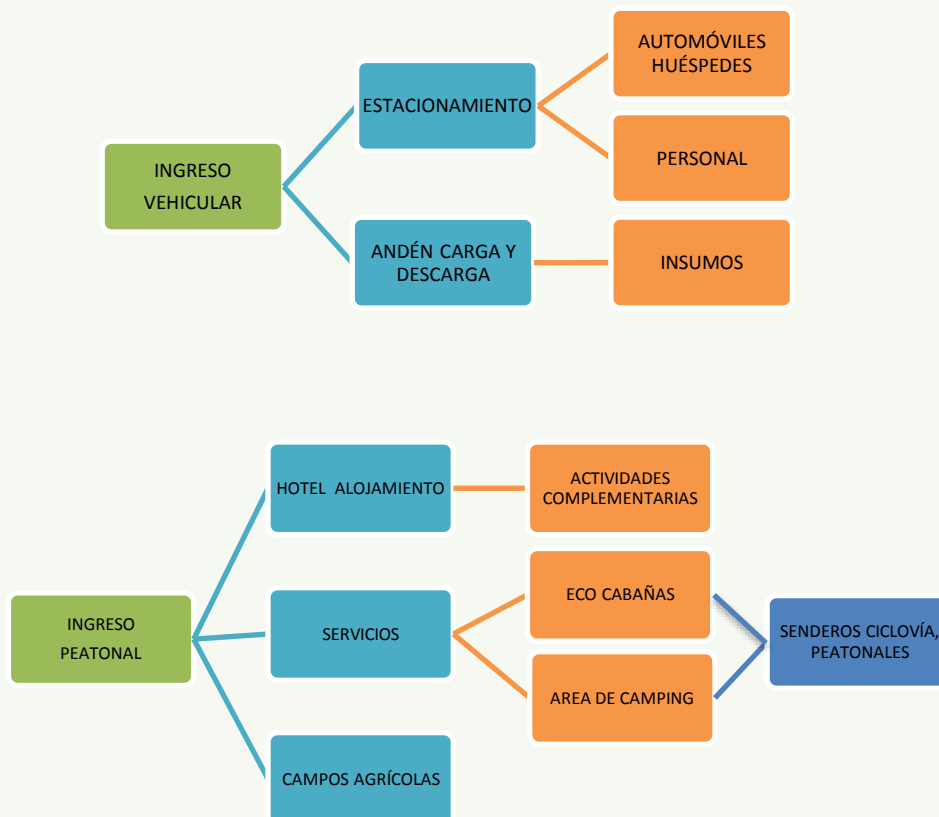 AUTOMÓVILES
HUÉSPEDES
ESTACIONAMIENTO
PERSONAL
INGRESO
VEHICULAR
ANDÉN CARGA Y
DESCARGA
INSUMOS
HOTEL ALOJAMIENTO
ACTIVIDADES
COMPLEMENTARIAS
ECO CABAÑAS
INGRESO
PEATONAL
SERVICIOS
SENDEROS CICLOVÍA,
PEATONALES
AREA DE CAMPING
CAMPOS AGRÍCOLAS